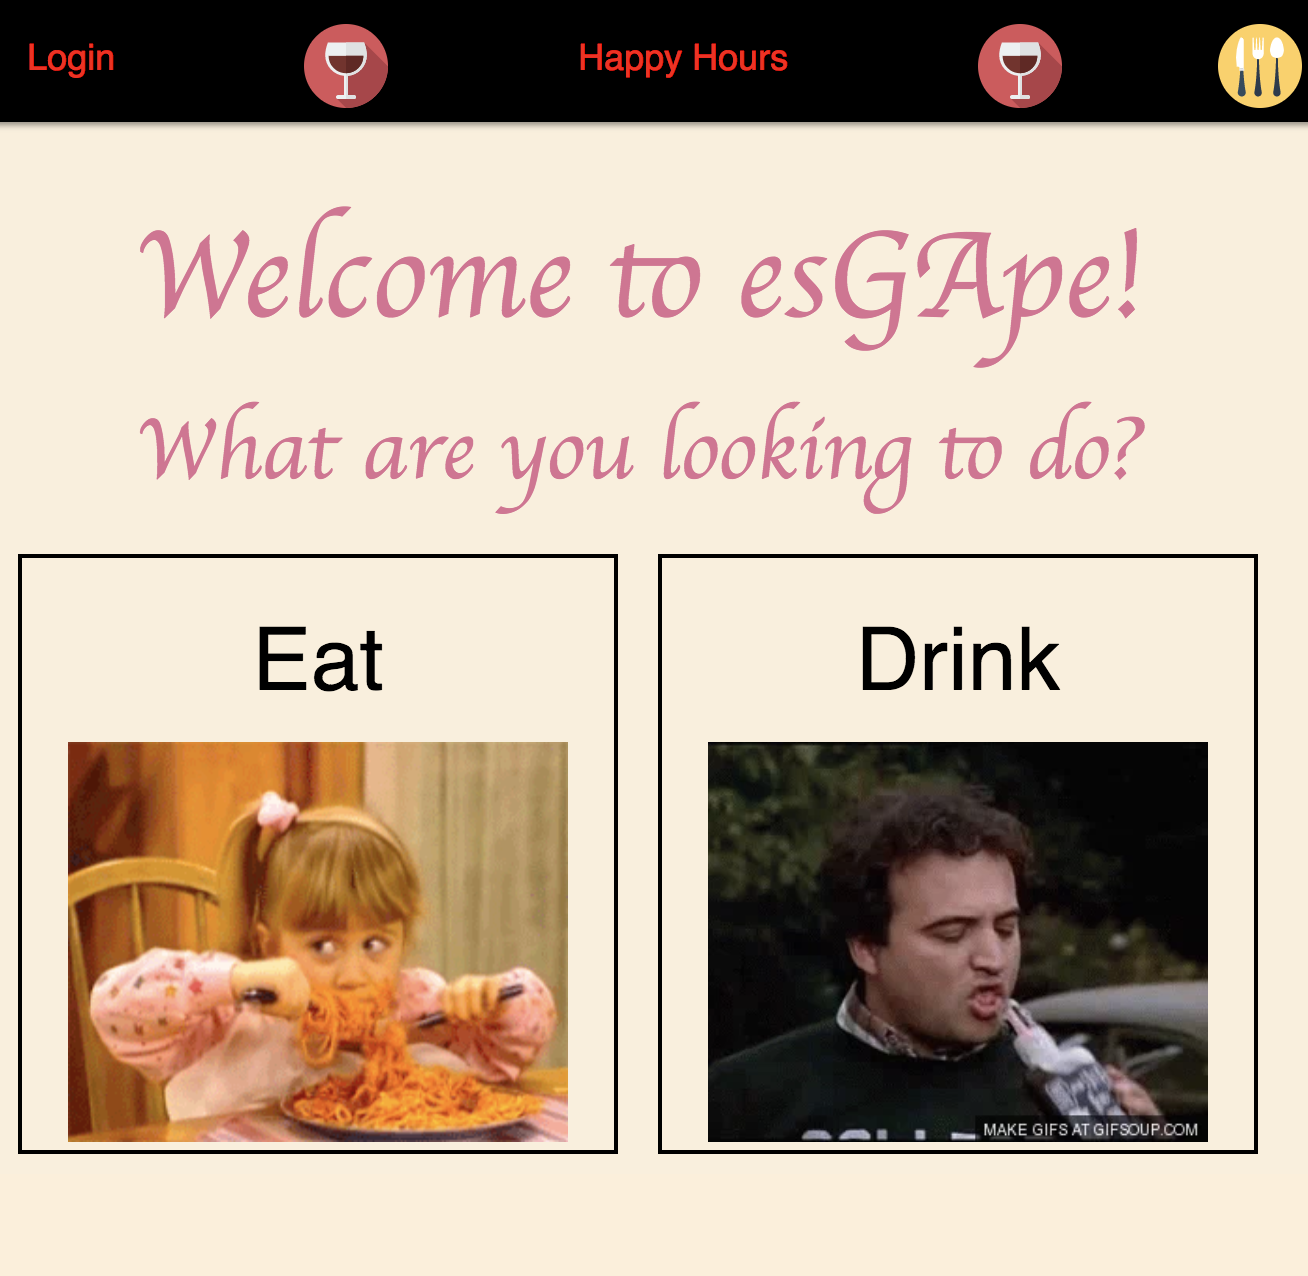 Login
Happy Hours
Welcome to esGApe!
What are you looking to do?
Eat
Drink
MAKE GIFS AT GIFSOUP.COM